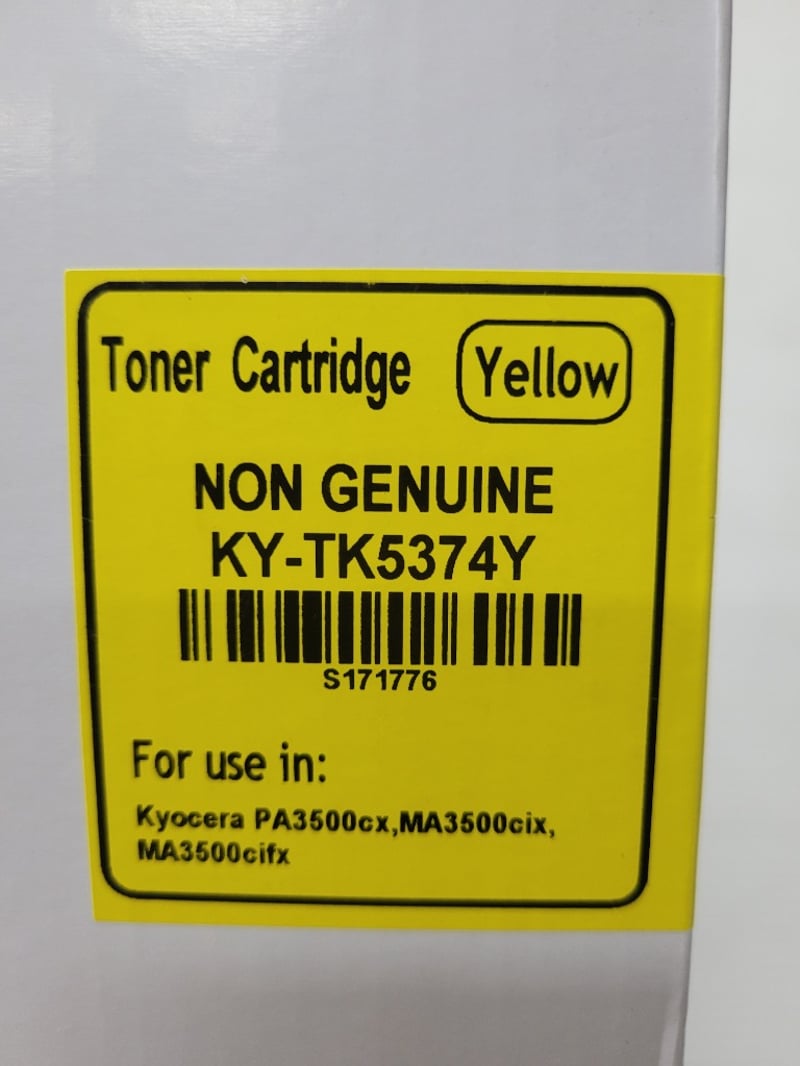 Toner Cartridge Yellow
NON GENUINE
KY-TK5374Y
S171776
For use in:
Kyocera PA3500cx,MA3500cix,
MA3500cifx